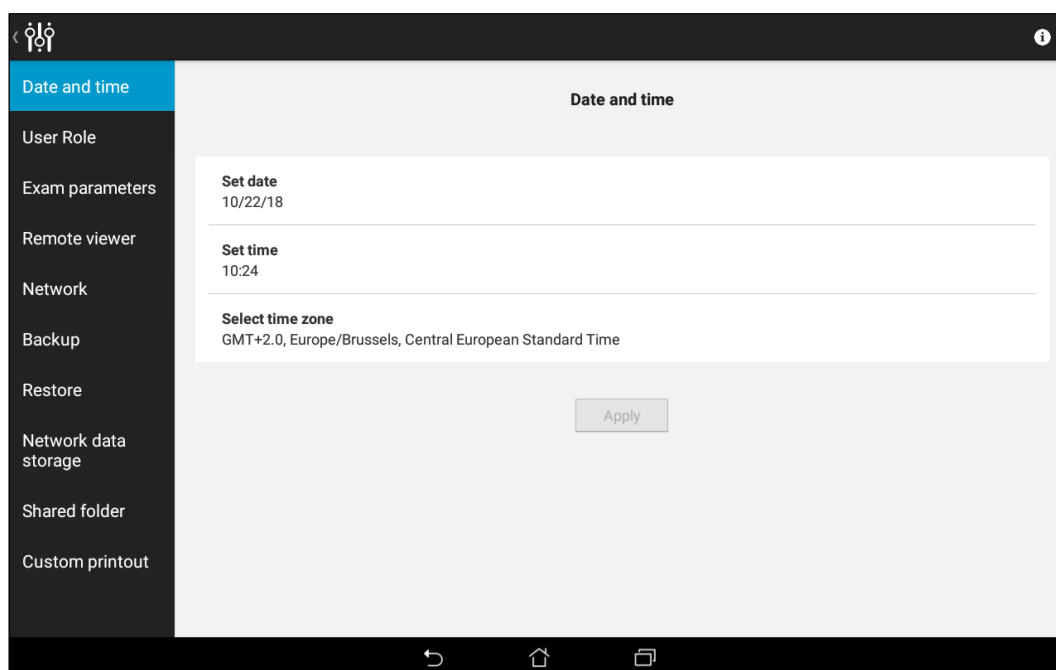 Date and time
User Role
Exam parameters
Remote viewer
Network
Backup
Restore
Network data
storage
Shared folder
Custom printout
Date and time
Set date
10/22/18
Set time
10:24
Select time zone
GMT+2.0, Europe/Brussels, Central European Standard Time
Apply